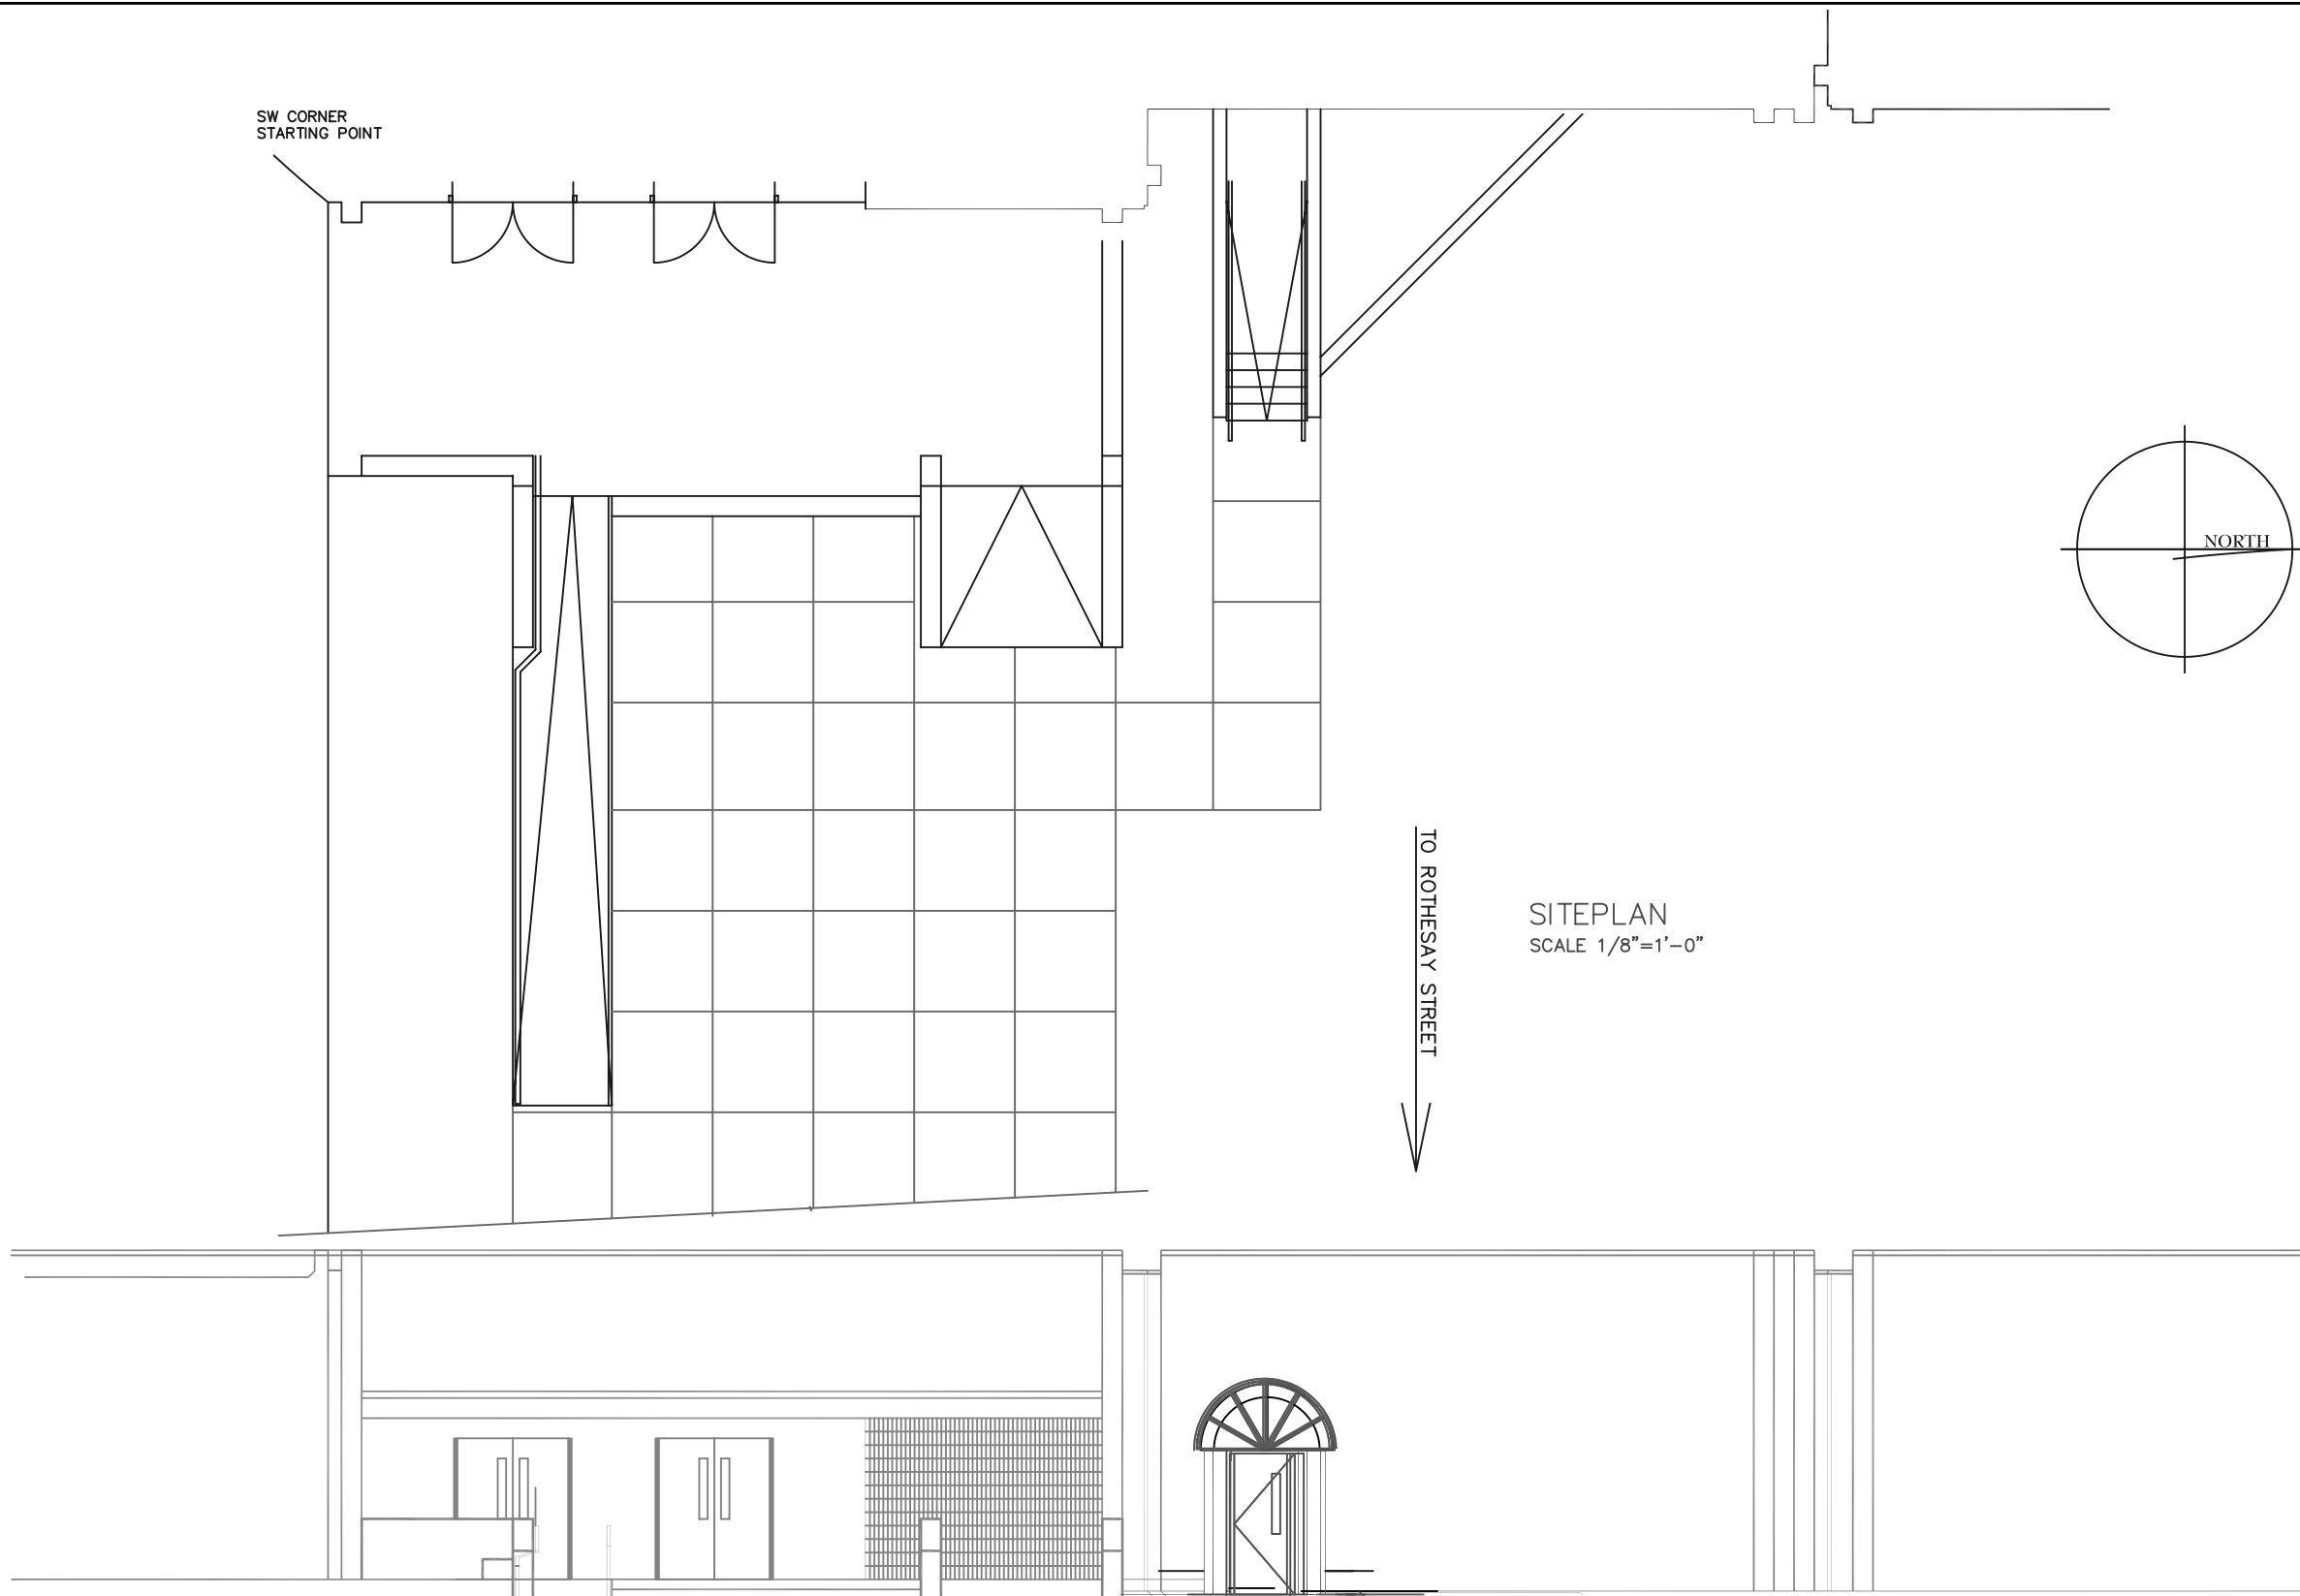 SW CORNER
STARTING POINT
NORTH
TO ROTHESAY STREET
SITEPLAN
SCALE 1/8"=1'-0"